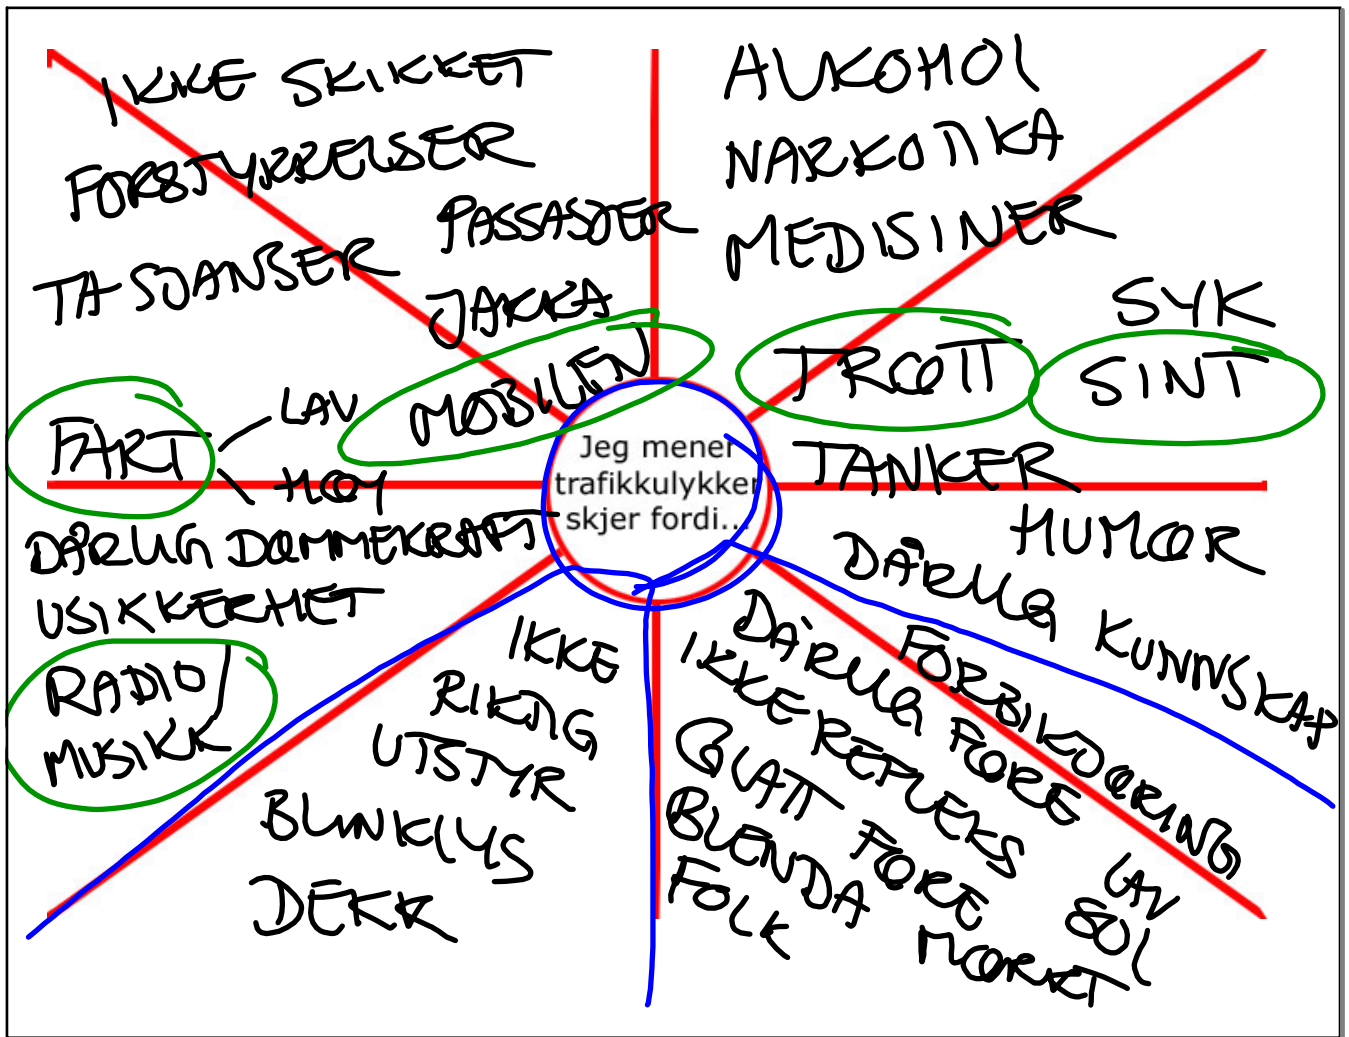 IKKE SKIKKET
FORSTYRRELSER
TA SJANSER
PASSASJER
JAKKA
MOBILEN
ALKOHOL
NARKOTIKA
MEDISINER
SYK
TRØTT
SINT
TANKER
HUMØR
FART
LAV
HØY
Jeg mener
trafikkulykker
skjer fordi...
DÅRLIG DØMMEKRAFT
USIKKERHET
RADIO/
MUSIKK
IKKE
RIKTIG
UTSTYR
BLINKLYS
DEKK
DÅRLIG KUNNSKAP
FORBIKJØRING
DÅRLIG FØRE
IKKE REFLEKS
GLATT FØRE
BLENDA
FOLK
LAV
SOL
MØRKT